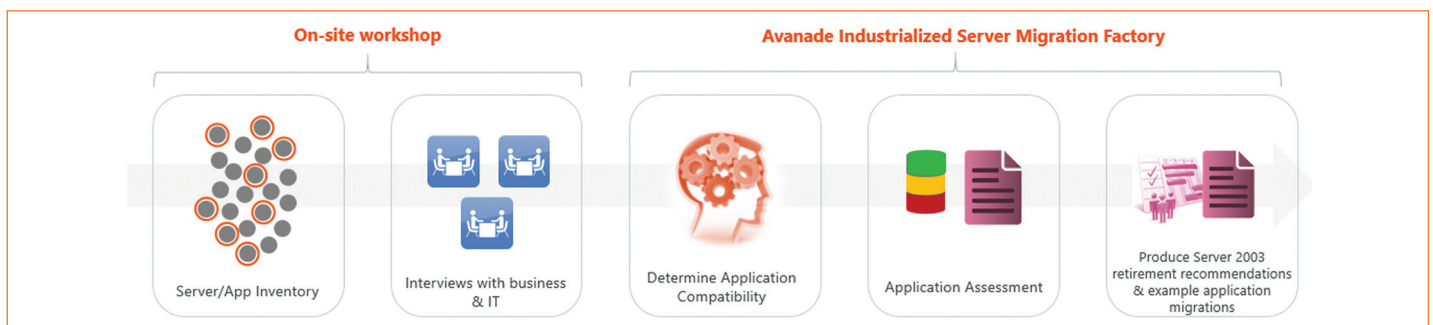 On-site workshop
Avanade Industrialized Server Migration Factory
Server/App Inventory
Interviews with business
& IT
Determine Application
Compatibility
Application Assessment
Produce Server 2003
retirement recommendations
& example application
migrations